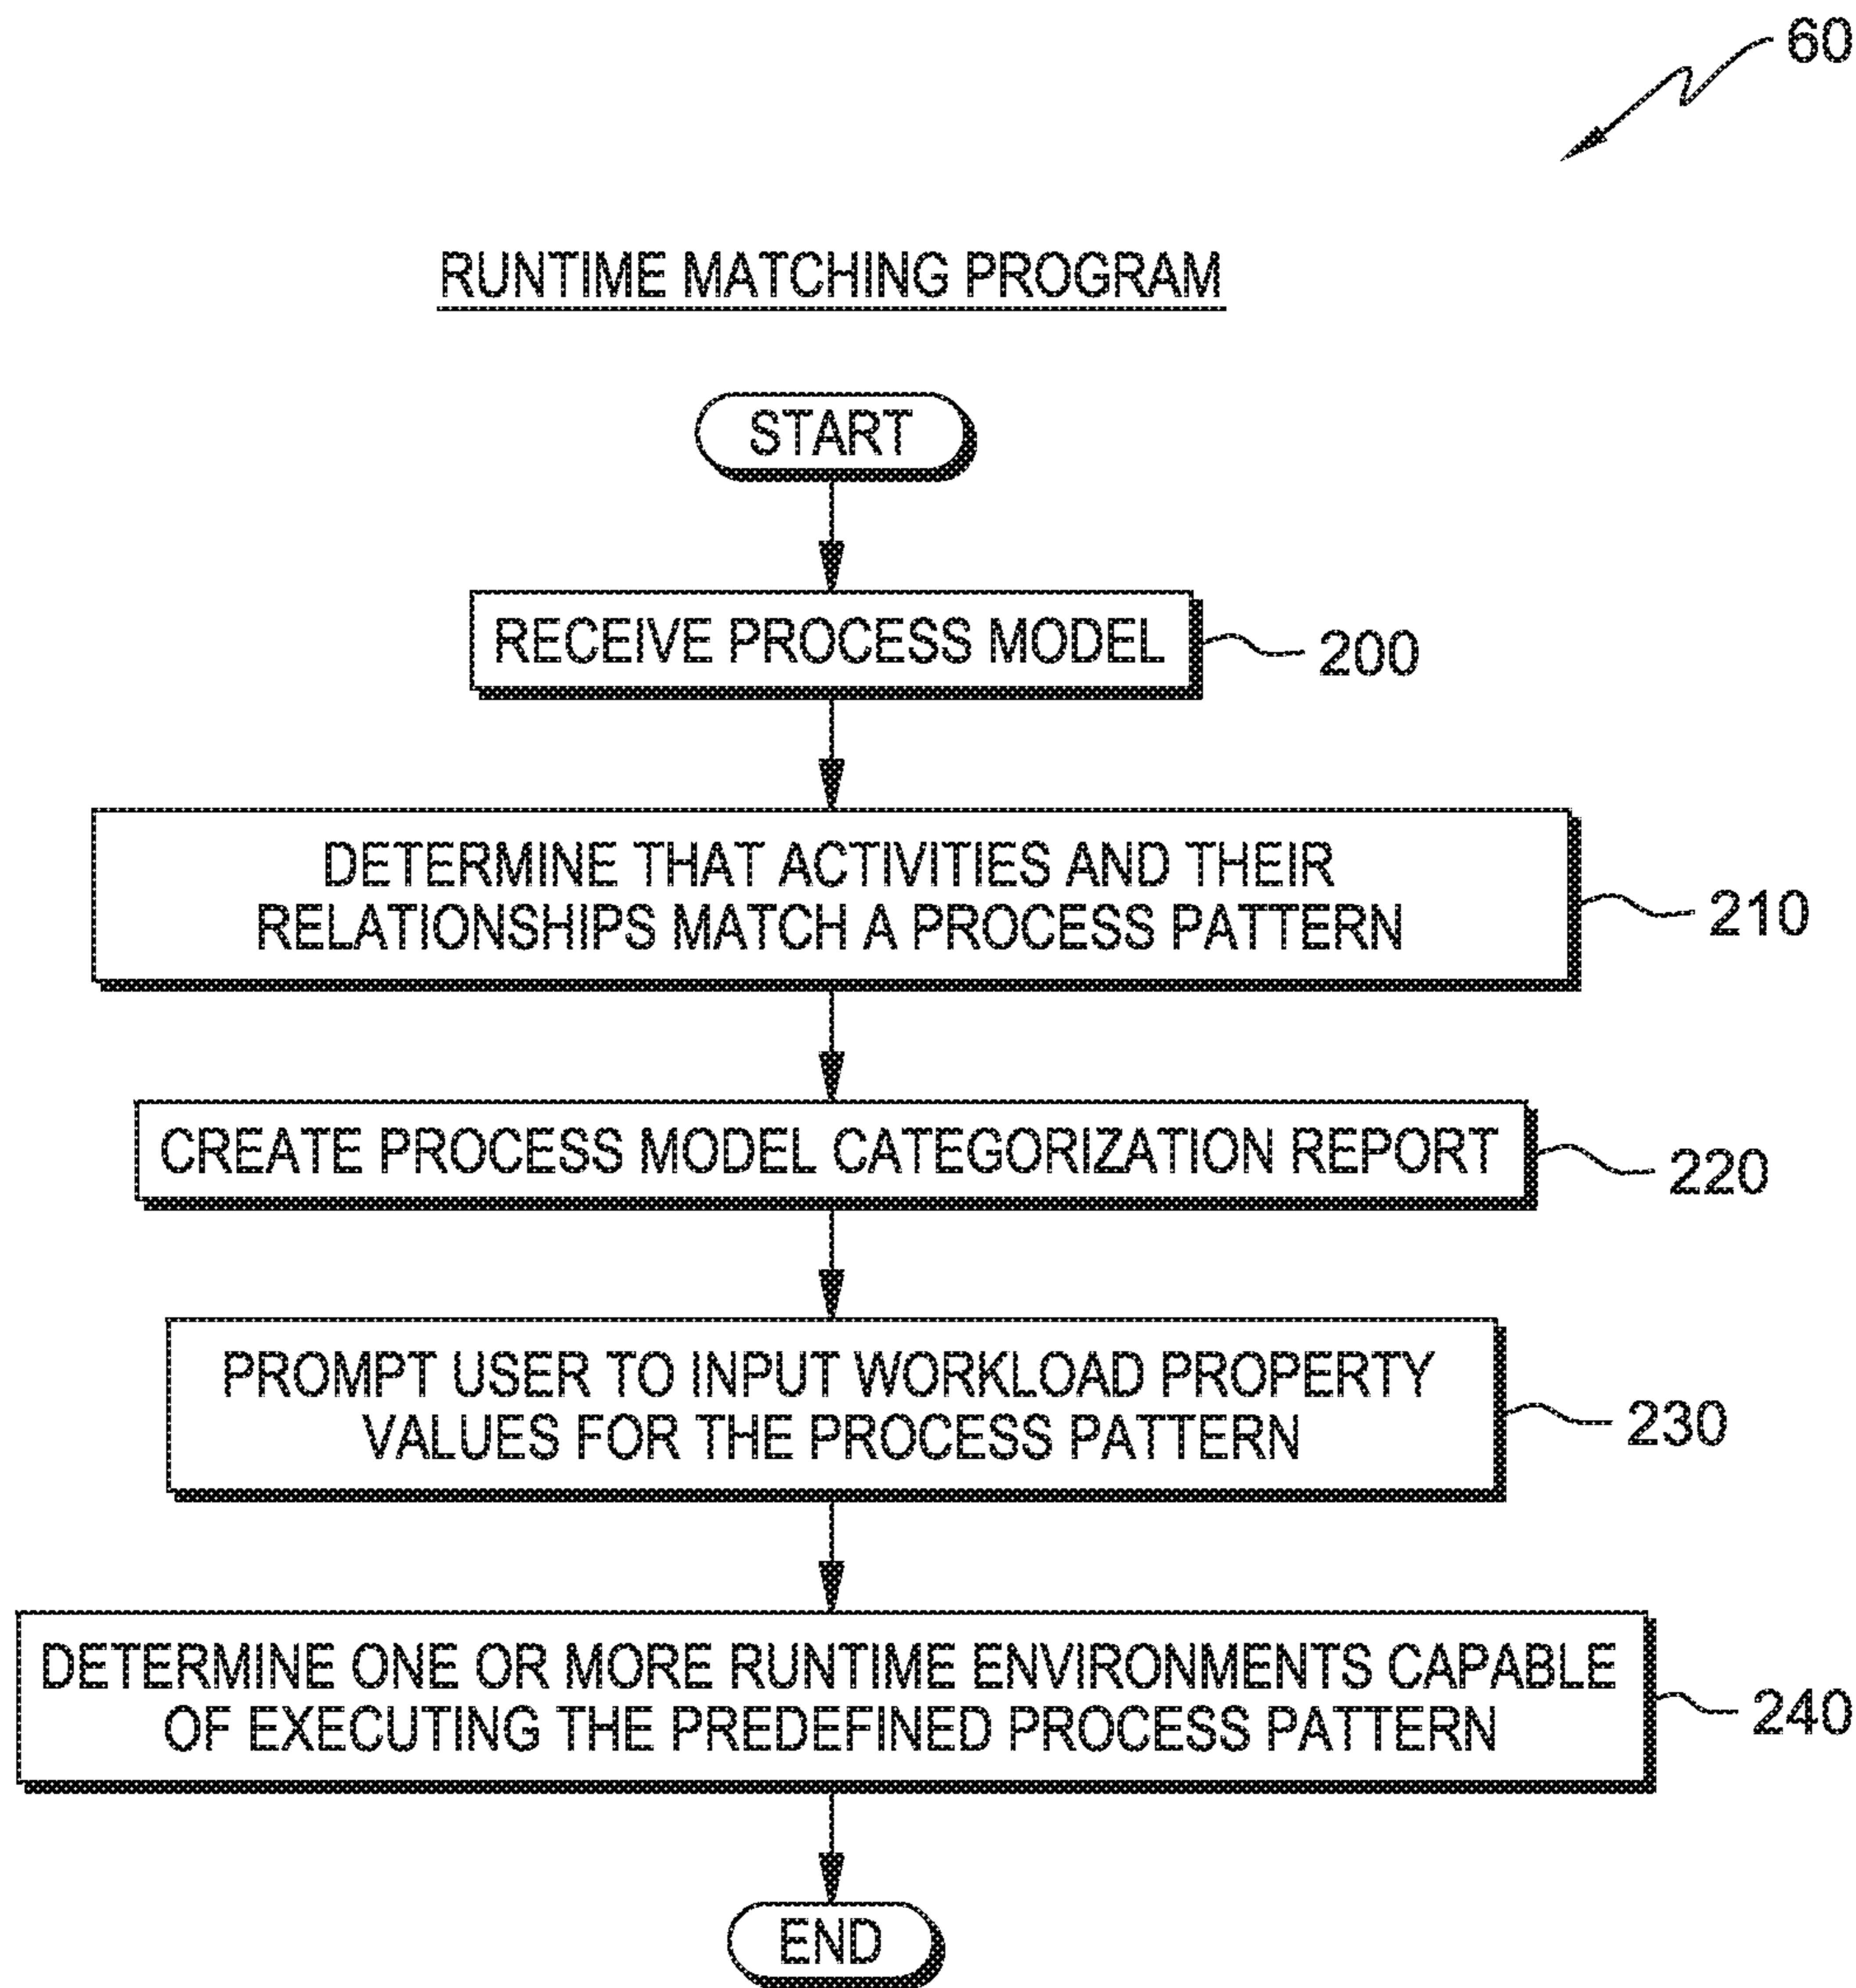 60
RUNTIME MATCHING PROGRAM
START
RECEIVE PROCESS MODEL
200
DETERMINE THAT ACTIVITIES AND THEIR
RELATIONSHIPS MATCH A PROCESS PATTERN
210
CREATE PROCESS MODEL CATEGORIZATION REPORT
220
PROMPT USER TO INPUT WORKLOAD PROPERTY
VALUES FOR THE PROCESS PATTERN
230
DETERMINE ONE OR MORE RUNTIME ENVIRONMENTS CAPABLE
OF EXECUTING THE PREDEFINED PROCESS PATTERN
240
END